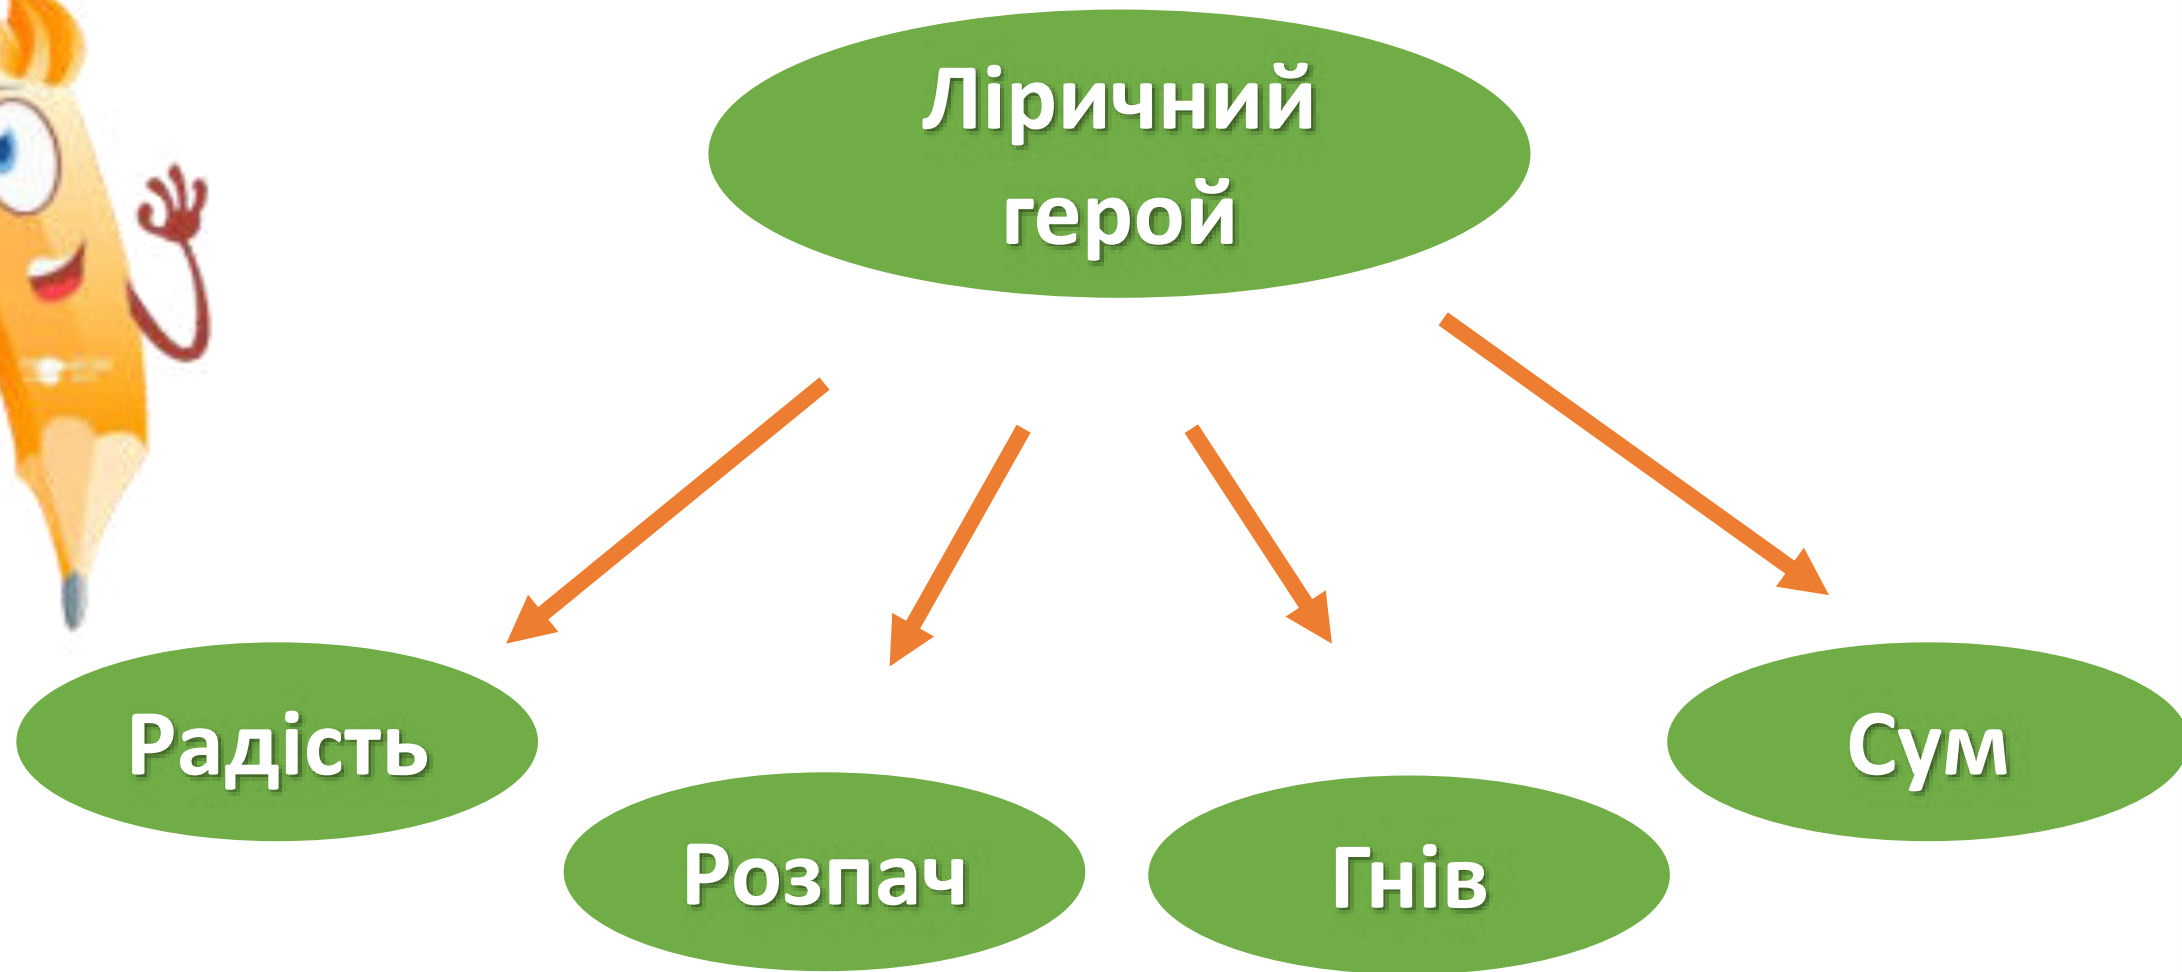 Ліричний
герой
Радість
Розпач
Гнів
Сум